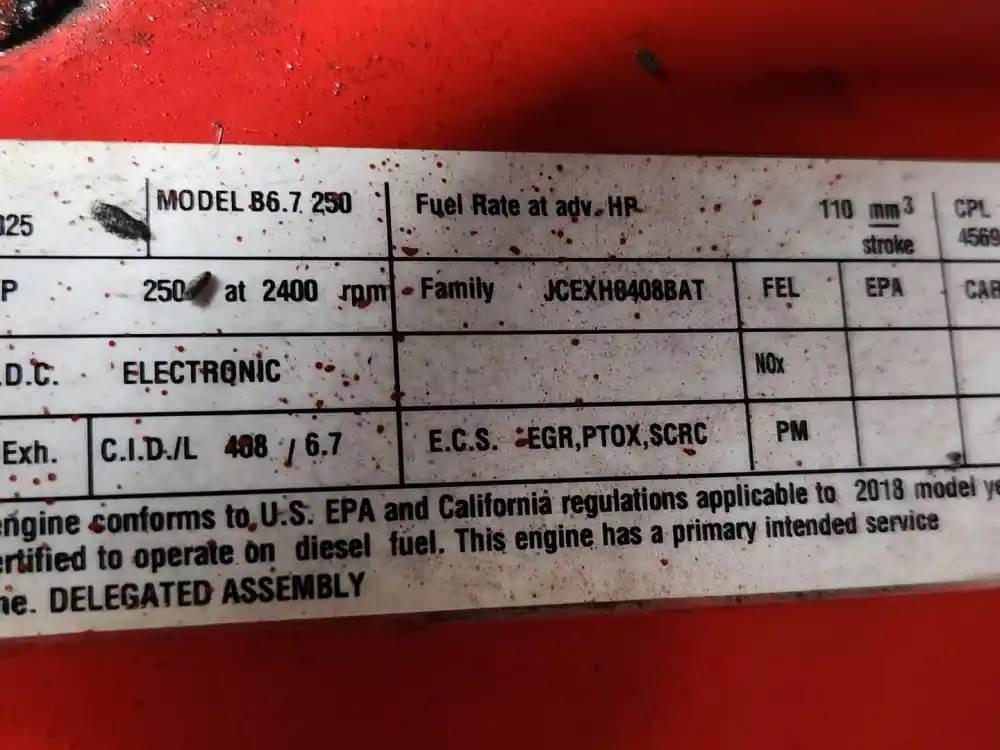 325 MODEL B6.7 250 Fuel Rate at adv. HP 110 mm3 CPL
stroke 4569
P 250 at 2400 rpm Family JCEXH0408BAT FEL EPA CAR
.D.C. ELECTRONIC NOx
Exh. C.I.D./L 408 / 6.7 E.C.S. EGR,PTOX,SCRC PM
engine conforms to U.S. EPA and California regulations applicable to 2018 model ye
ertified to operate on diesel fuel. This engine has a primary intended service
ne. DELEGATED ASSEMBLY